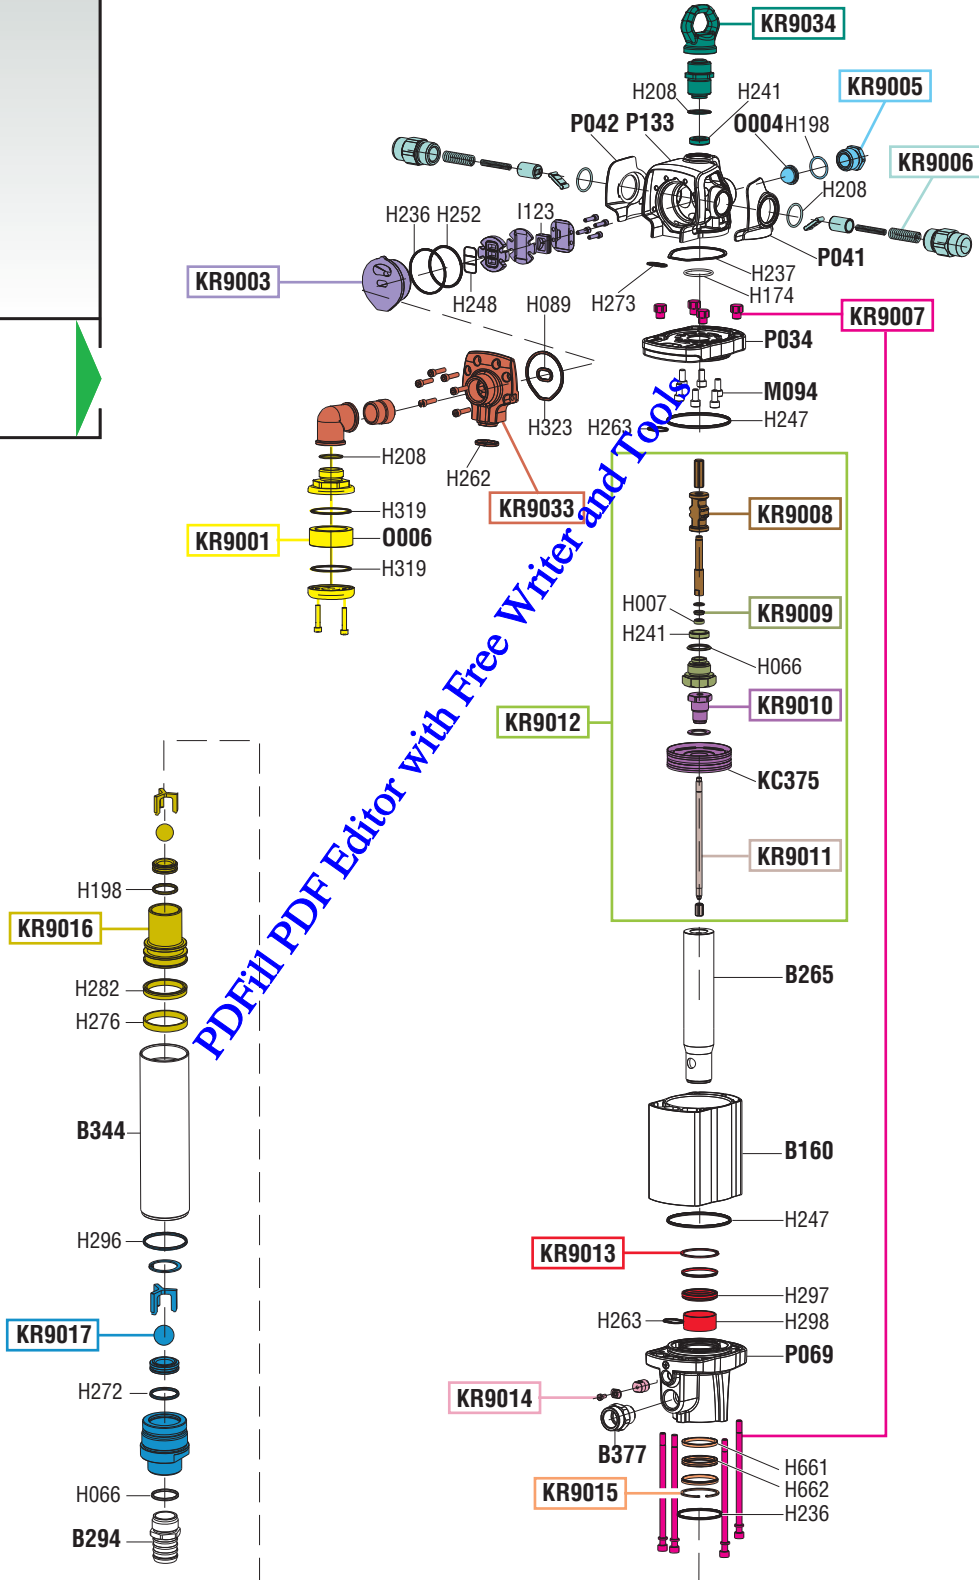 KR9034
H208
H241
KR9005
P042
P133
O004
H198
KR9006
H208
H236
H252
I123
P041
KR9003
H248
H273
H089
H237
H174
KR9007
P034
M094
H323
H263
H247
H208
H262
KR9033
H319
KR9001
O006
H319
KR9008
H007
KR9009
H241
H066
KR9012
KR9010
KC375
KR9011
H198
KR9016
H282
H276
B265
B344
B160
H296
H247
KR9013
H297
KR9017
H263
H298
P069
H272
KR9014
B377
H661
H662
H066
KR9015
H236
B294
PDFill PDF Editor with Free Writer and Tools